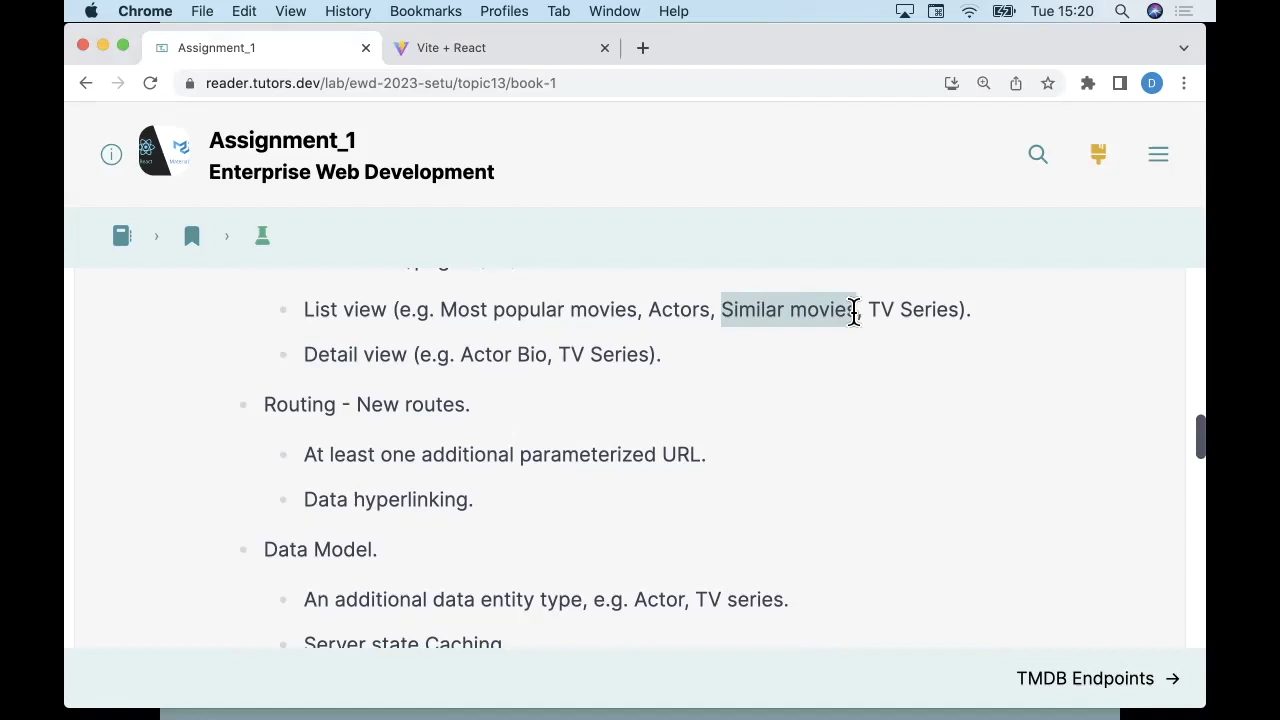 Chrome File Edit View History Bookmarks Profiles Tab Window Help Tue 15:20
Assignment_1 Vite + React
reader.tutors.dev/lab/ewd-2023-setu/topic13/book-1 D
Assignment_1
Enterprise Web Development
List view (e.g. Most popular movies, Actors, Similar movies, TV Series).
Detail view (e.g. Actor Bio, TV Series).
Routing - New routes.
At least one additional parameterized URL.
Data hyperlinking.
Data Model.
An additional data entity type, e.g. Actor, TV series.
Server state Caching
TMDB Endpoints →